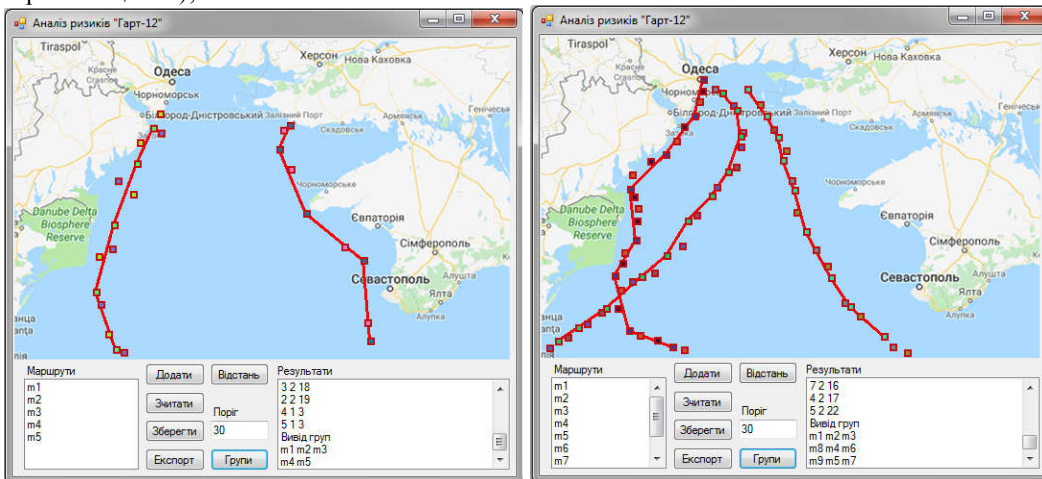 Аналіз ризиків "Гарт-12"
Tiraspol
Херсон
Нова Каховка
Одеса
Чорноморськ
Білгород-Дністровський
Залізний Порт
Скадовськ
Армянськ
Генічеськ
Чорноморське
Danube Delta
Biosphere
Reserve
Євпаторія
Сімферополь
Севастополь
Алушта
Ялта
Алупка
Маршрути
m1
m2
m3
m4
m5
Додати
Відстань
Зчитати
Поріг
Зберегти
30
Експорт
Групи
Результати
3 2 18
2 2 19
4 1 3
5 1 3
Вивід груп
m1 m2 m3
m4 m5
Аналіз ризиків "Гарт-12"
Tiraspol
Херсон
Нова Каховка
Одеса
Білгород-Дністровський
Залізний Порт
Скадовськ
Армянськ
Генічеськ
Чорноморське
Danube Delta
Biosphere
Reserve
Євпаторія
Сімферополь
Севастополь
Алушта
Ялта
Алупка
Маршрути
m1
m2
m3
m4
m5
m6
m7
Додати
Відстань
Зчитати
Поріг
Зберегти
30
Експорт
Групи
Результати
7 2 16
4 2 17
5 2 22
Вивід груп
m1 m2 m3
m8 m4 m6
m9 m5 m7